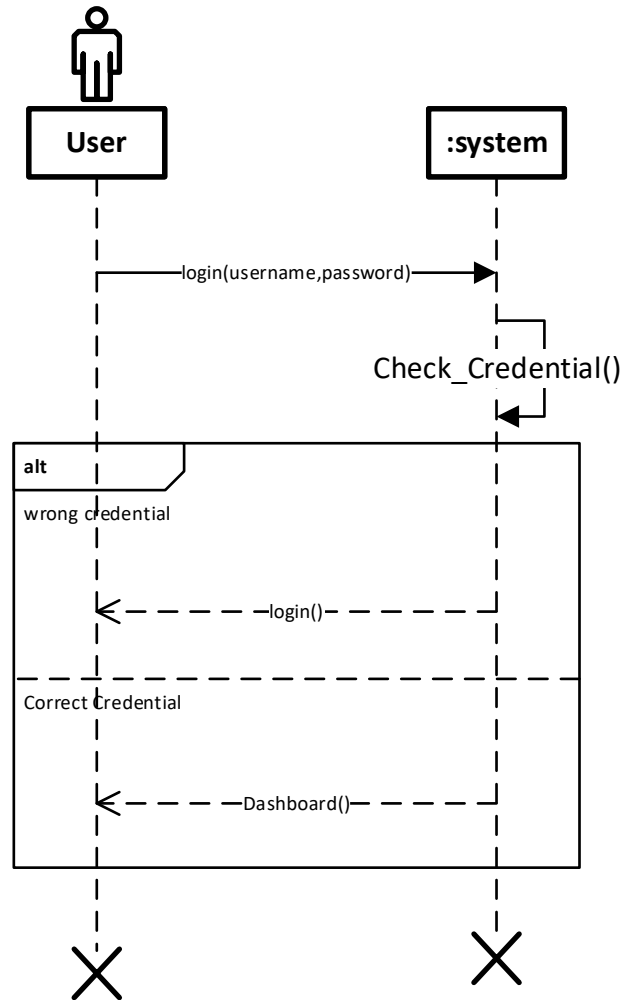 User
:system
login(username,password)
Check_Credential()
alt
wrong credential
login()
Correct Credential
Dashboard()